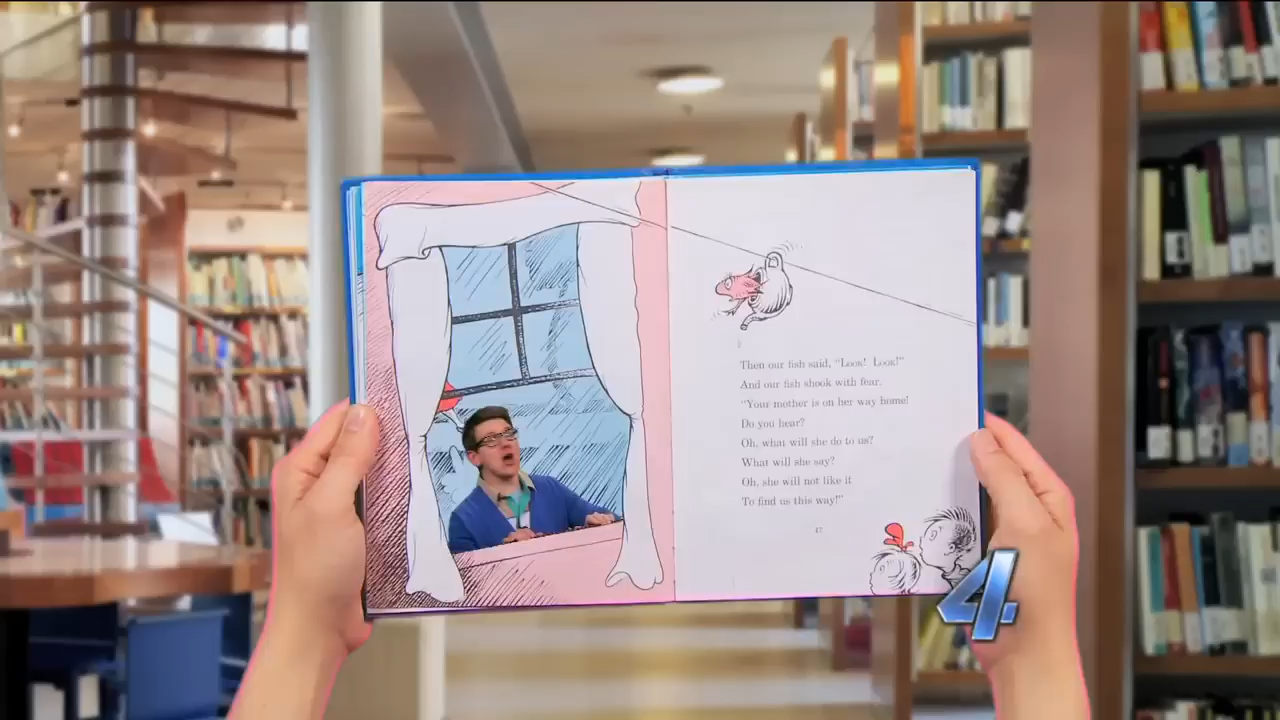 Then our fish said, "LOOK! LOOK!"
And our fish shook with fear.
"Your mother is on her way home!
Do you hear?
Oh, what will she do to us?
What will she say?
Oh, she will not like it
To find us this way!"
47
4